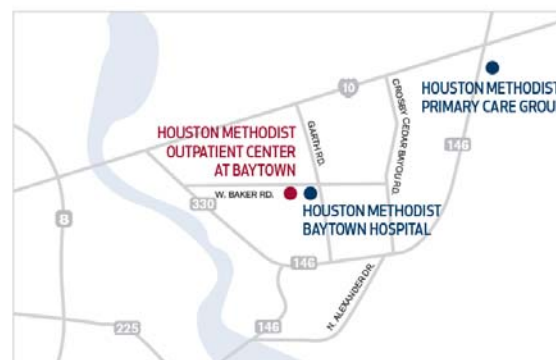 10
CROSBY CEDAR BAYOU RD.
HOUSTON METHODIST
PRIMARY CARE GROU
GARTH RD.
146
HOUSTON METHODIST
OUTPATIENT CENTER
AT BAYTOWN
W. BAKER RD.
330
HOUSTON METHODIST
BAYTOWN HOSPITAL
8
146
N. ALEXANDER DR.
225
146